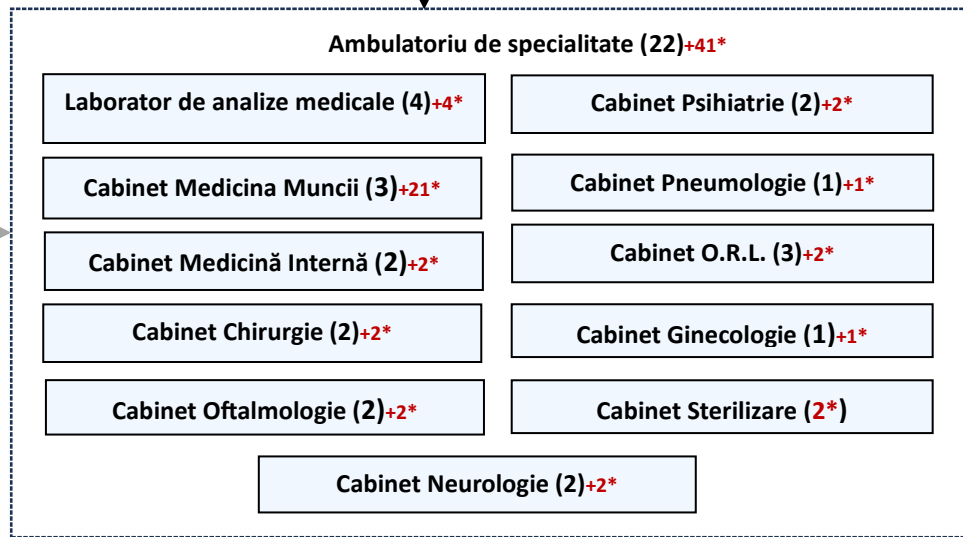 Ambulatoriu de specialitate (22)+41*
Laborator de analize medicale (4)+4*
Cabinet Psihiatrie (2)+2*
Cabinet Medicina Muncii (3)+21*
Cabinet Pneumologie (1)+1*
Cabinet Medicină Internă (2)+2*
Cabinet O.R.L. (3)+2*
Cabinet Chirurgie (2)+2*
Cabinet Ginecologie (1)+1*
Cabinet Oftalmologie (2)+2*
Cabinet Sterilizare (2*)
Cabinet Neurologie (2)+2*